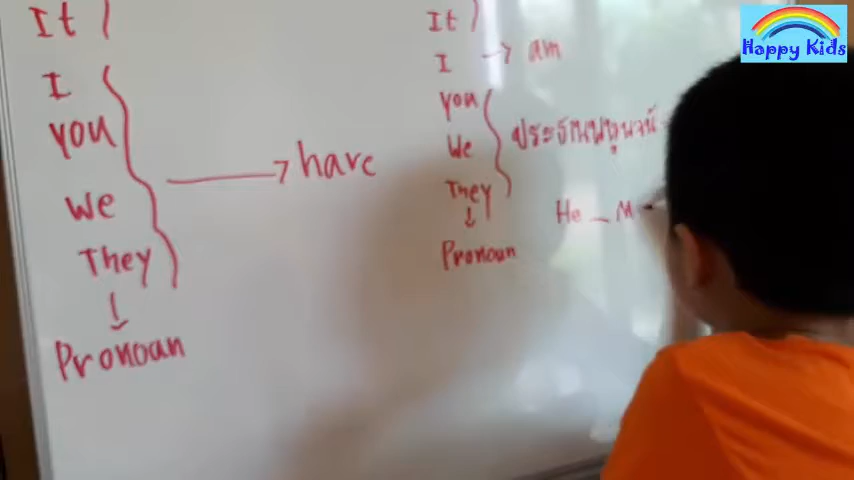 It
I
You
We
They
have
Pronoun
It
I → am
You
We
They
ประธานพหูพจน์
Pronoun
He _ M
Happy Kids